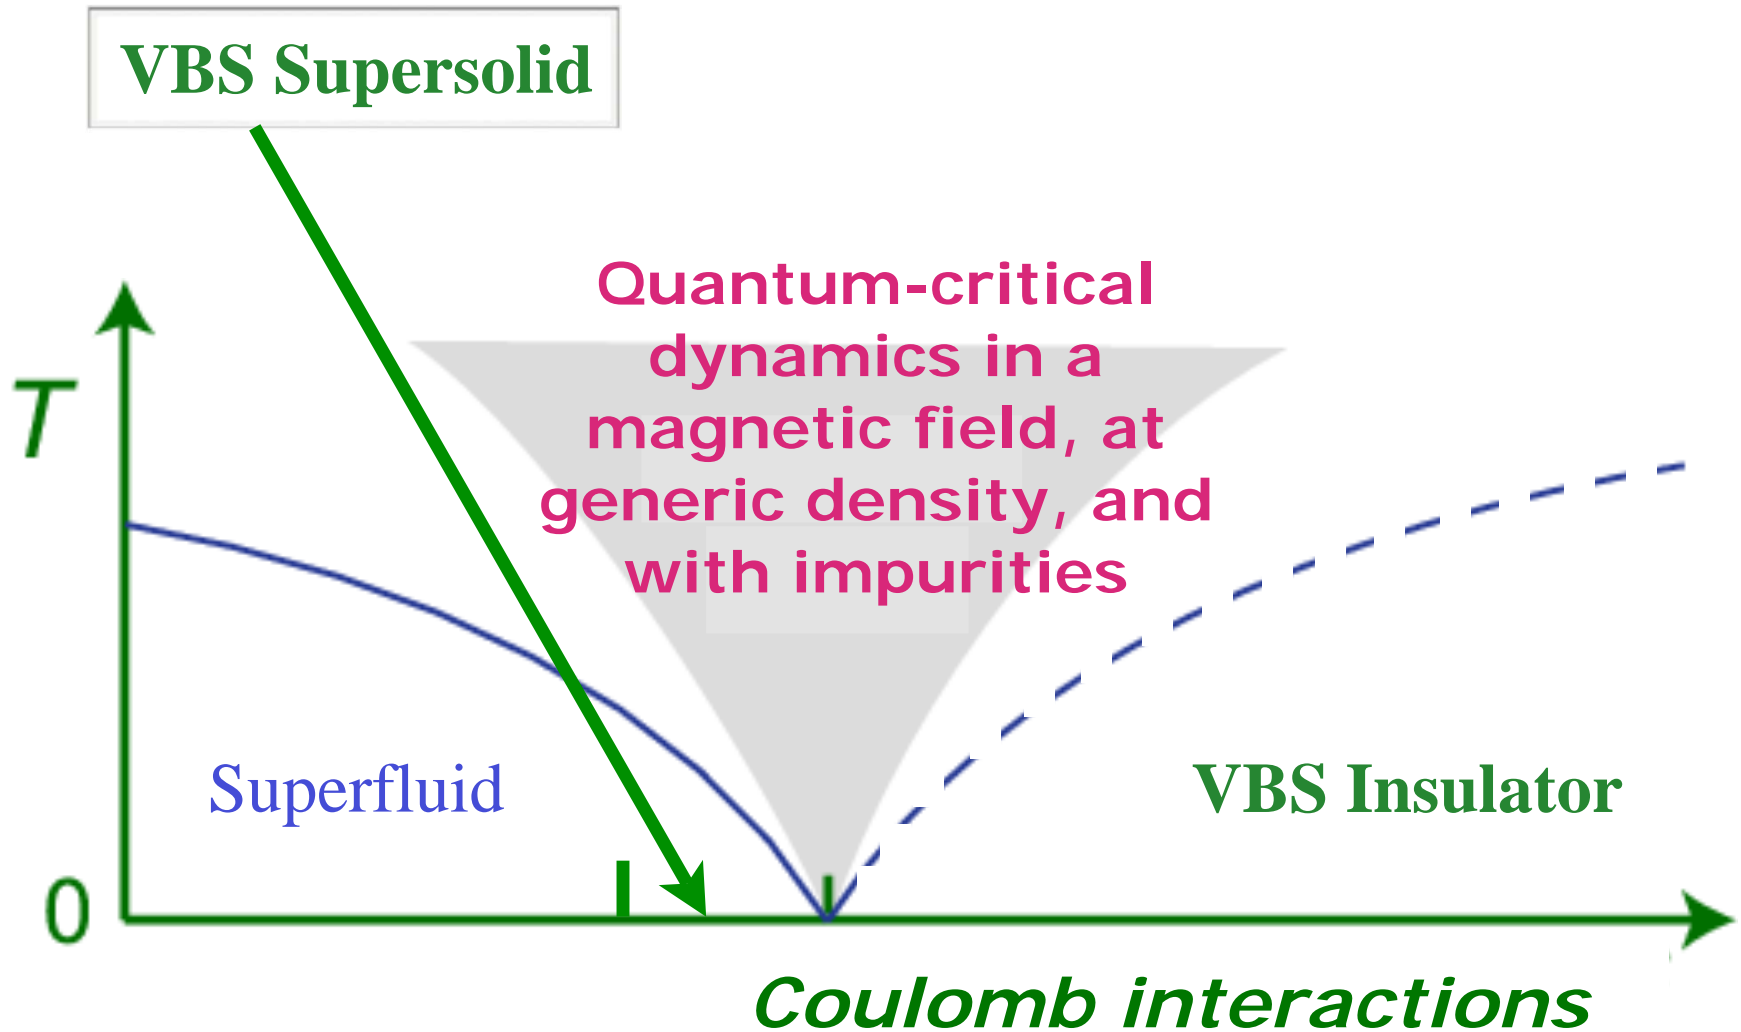 VBS Supersolid
Quantum-critical
dynamics in a
magnetic field, at
generic density, and
with impurities
T
Superfluid
VBS Insulator
0
Coulomb interactions